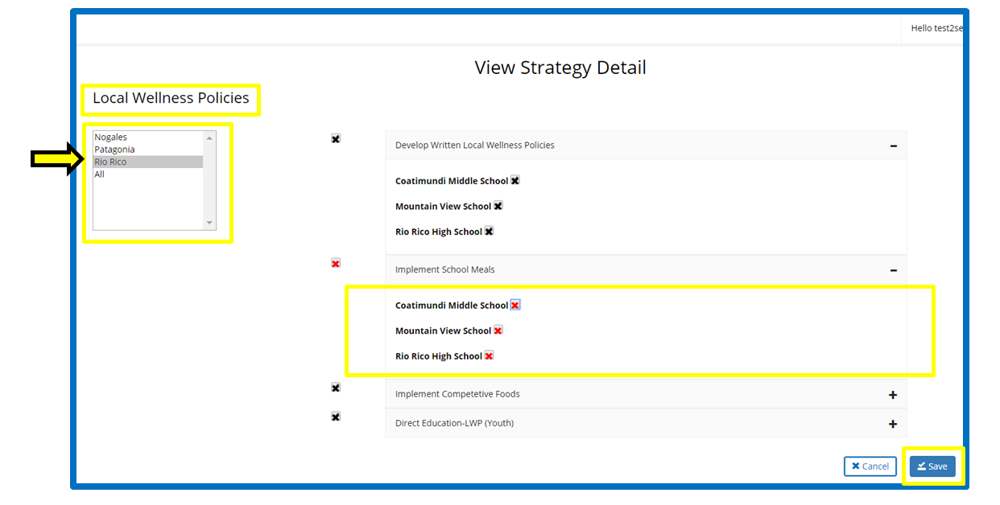 Hello test2se
View Strategy Detail
Local Wellness Policies
Nogales
Patagonia
Rio Rico
All
Develop Written Local Wellness Policies
Coatimundi Middle School
Mountain View School
Rio Rico High School
Implement School Meals
Coatimundi Middle School
Mountain View School
Rio Rico High School
Implement Competetive Foods
Direct Education-LWP (Youth)
Cancel
Save